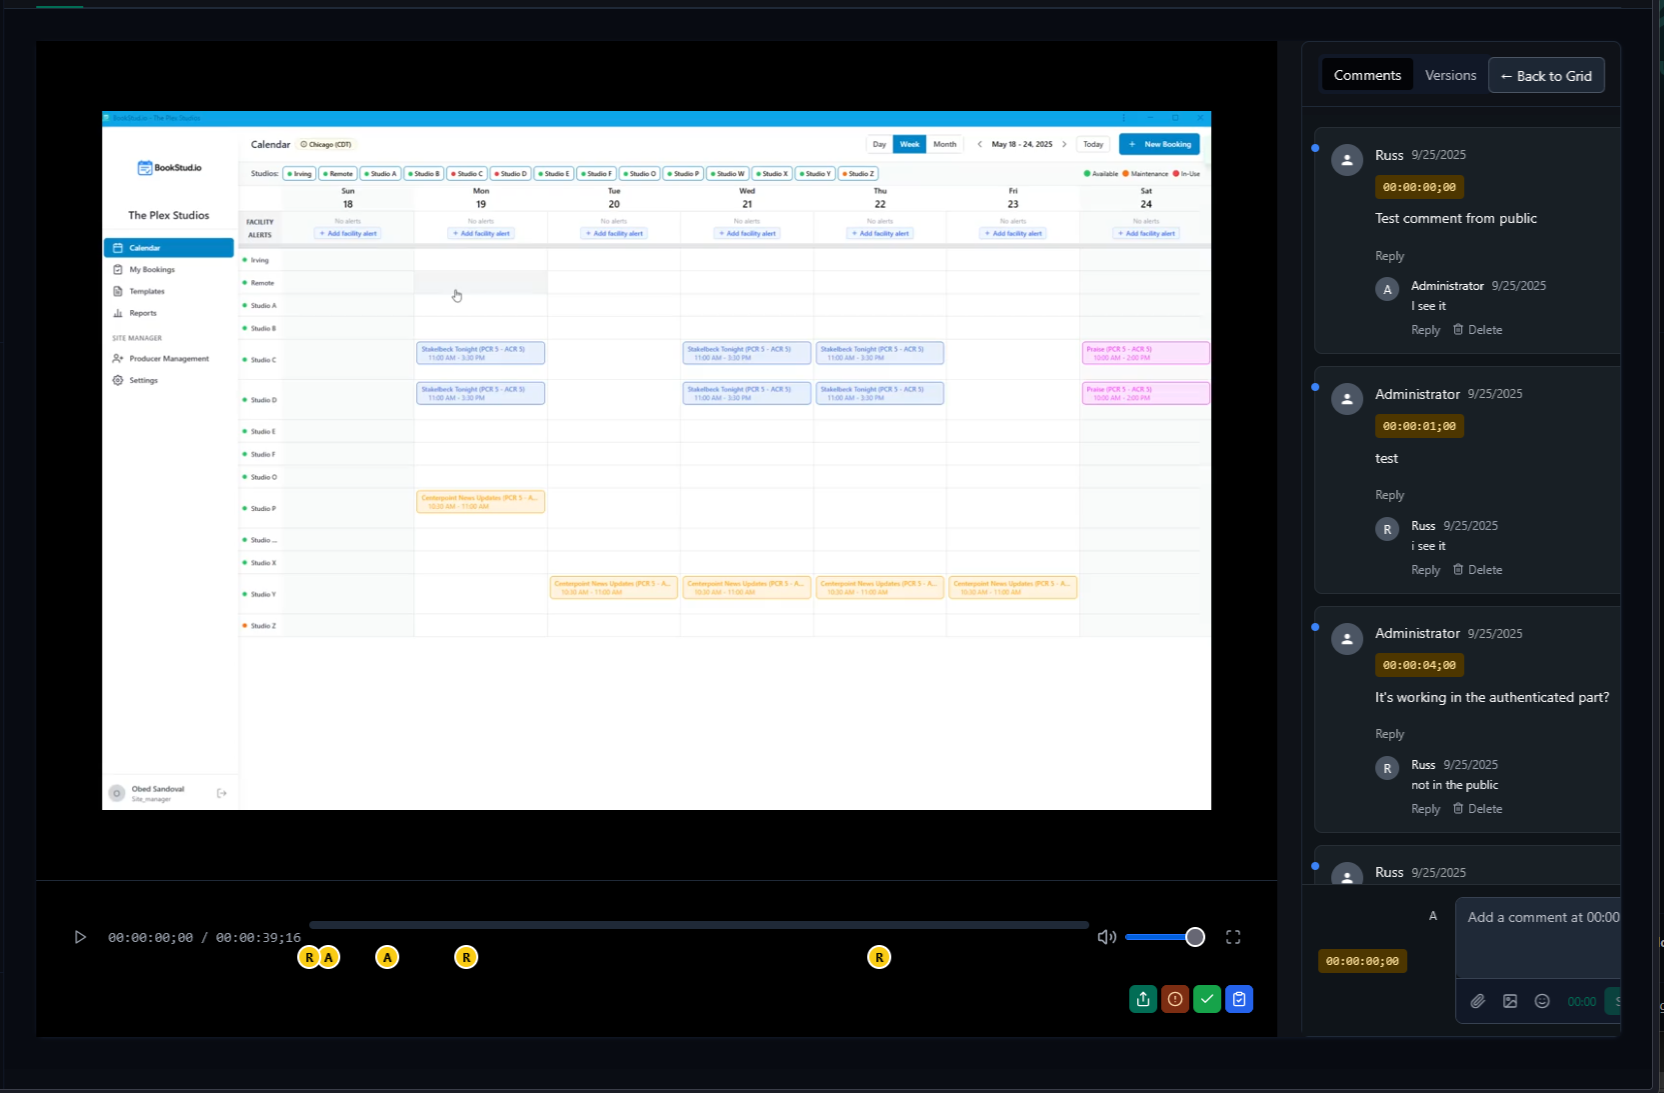 BookStud.io - The Plex Studios
BookStud.io
The Plex Studios
Calendar
My Bookings
Templates
Reports
SITE MANAGER
Producer Management
Settings
Obed Sandoval
Site_manager
Calendar
Chicago (CDT)
Day
Week
Month
< May 18 - 24, 2025 >
Today
+ New Booking
Studios:
Irving
Remote
Studio A
Studio B
Studio C
Studio D
Studio E
Studio F
Studio O
Studio P
Studio W
Studio X
Studio Y
Studio Z
Available
Maintenance
In-Use
Sun
18
Mon
19
Tue
20
Wed
21
Thu
22
Fri
23
Sat
24
FACILITY
ALERTS
No alerts
+ Add facility alert
No alerts
+ Add facility alert
No alerts
+ Add facility alert
No alerts
+ Add facility alert
No alerts
+ Add facility alert
No alerts
+ Add facility alert
No alerts
+ Add facility alert
Irving
Remote
Studio A
Studio B
Studio C
Stakelbeck Tonight (PCR 5 - ACR 5)
11:00 AM - 3:30 PM
Stakelbeck Tonight (PCR 5 - ACR 5)
11:00 AM - 3:30 PM
Stakelbeck Tonight (PCR 5 - ACR 5)
11:00 AM - 3:30 PM
Praise (PCR 5 - ACR 5)
10:00 AM - 2:00 PM
Studio D
Stakelbeck Tonight (PCR 5 - ACR 5)
11:00 AM - 3:30 PM
Stakelbeck Tonight (PCR 5 - ACR 5)
11:00 AM - 3:30 PM
Stakelbeck Tonight (PCR 5 - ACR 5)
11:00 AM - 3:30 PM
Praise (PCR 5 - ACR 5)
10:00 AM - 2:00 PM
Studio E
Studio F
Studio O
Studio P
Centerpoint News Updates (PCR 5 - A...
10:30 AM - 11:00 AM
Studio ...
Studio X
Studio Y
Centerpoint News Updates (PCR 5 - A...
10:30 AM - 11:00 AM
Centerpoint News Updates (PCR 5 - A...
10:30 AM - 11:00 AM
Centerpoint News Updates (PCR 5 - A...
10:30 AM - 11:00 AM
Centerpoint News Updates (PCR 5 - A...
10:30 AM - 11:00 AM
Studio Z
00:00:00;00 / 00:00:39;16
R
A
A
R
R
Comments
Versions
← Back to Grid
Russ 9/25/2025
00:00:00;00
Test comment from public
Reply
A
Administrator 9/25/2025
I see it
Reply Delete
Administrator 9/25/2025
00:00:01;00
test
Reply
R
Russ 9/25/2025
i see it
Reply Delete
Administrator 9/25/2025
00:00:04;00
It's working in the authenticated part?
Reply
R
Russ 9/25/2025
not in the public
Reply Delete
Russ 9/25/2025
A
Add a comment at 00:00
00:00:00;00
00:00